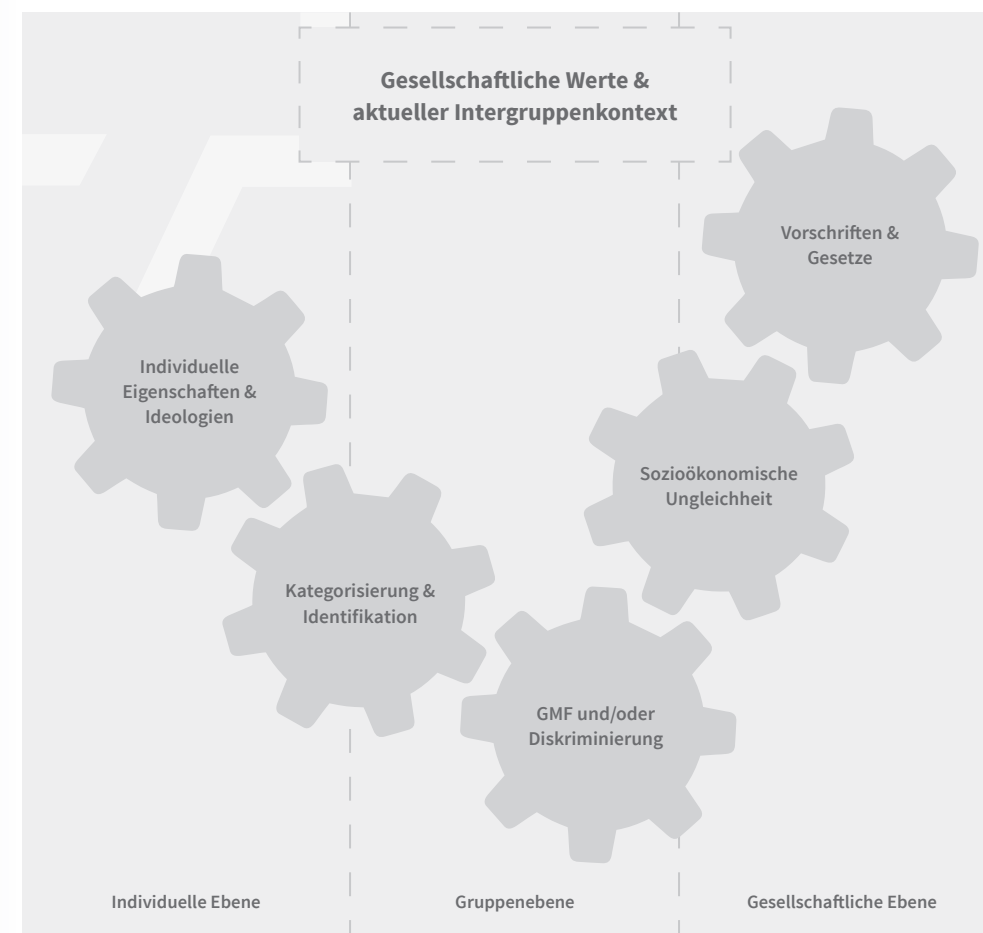 Gesellschaftliche Werte &
aktueller Intergruppenkontext
Vorschriften &
Gesetze
Individuelle
Eigenschaften &
Ideologien
Sozioökonomische
Ungleichheit
Kategorisierung &
Identifikation
GMF und/oder
Diskriminierung
Individuelle Ebene
Gruppenebene
Gesellschaftliche Ebene